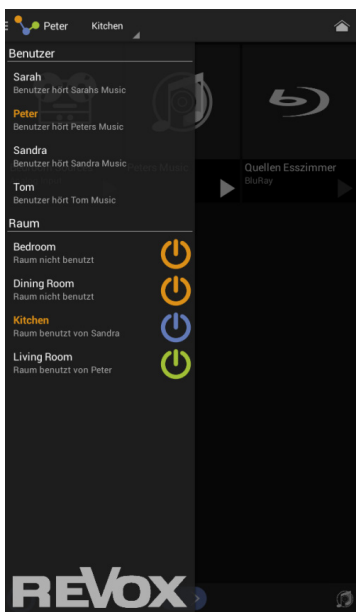 Peter Kitchen
Benutzer
Sarah
Benutzer hört Sarahs Music
Peter
Benutzer hört Peters Music
Sandra
Benutzer hört Sandra Music
Tom
Benutzer hört Tom Music
Quellen Esszimmer
BluRay
Raum
Bedroom
Raum nicht benutzt
Dining Room
Raum nicht benutzt
Kitchen
Raum benutzt von Sandra
Living Room
Raum benutzt von Peter
REVOX